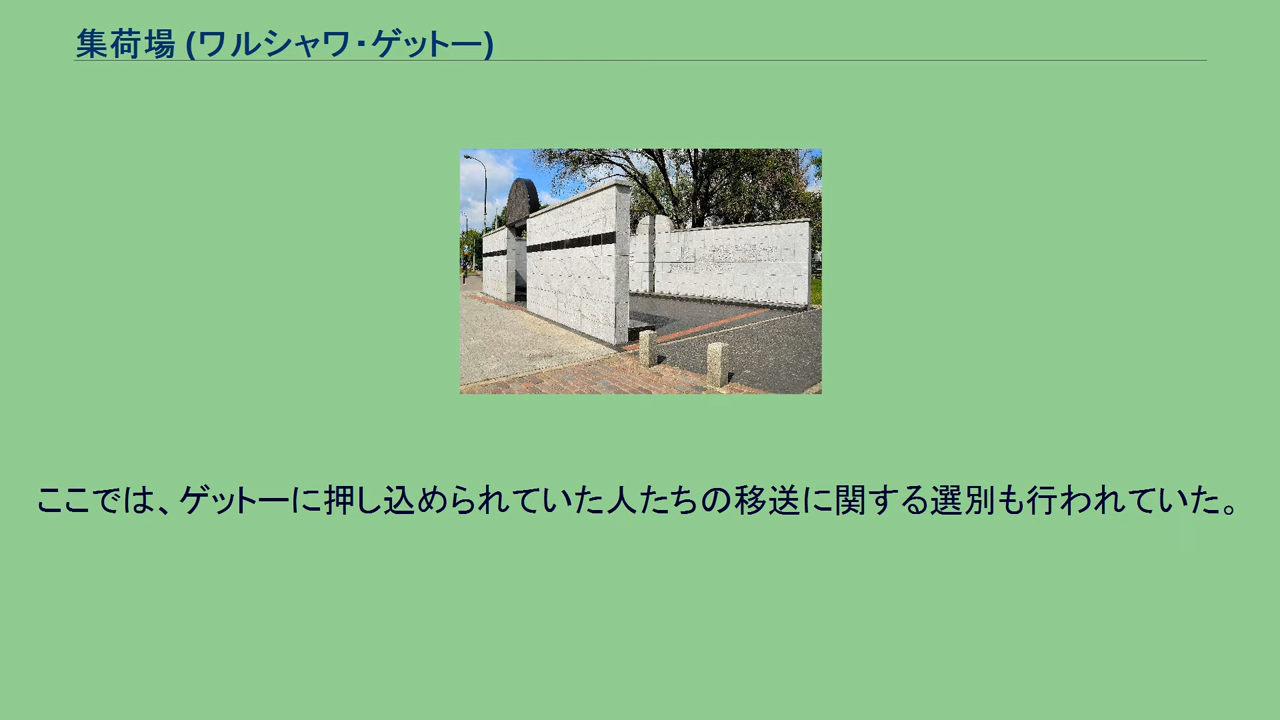 集荷場 (ワルシャワ・ゲットー)
ここでは、ゲットーに押し込められていた人たちの移送に関する選別も行われていた。